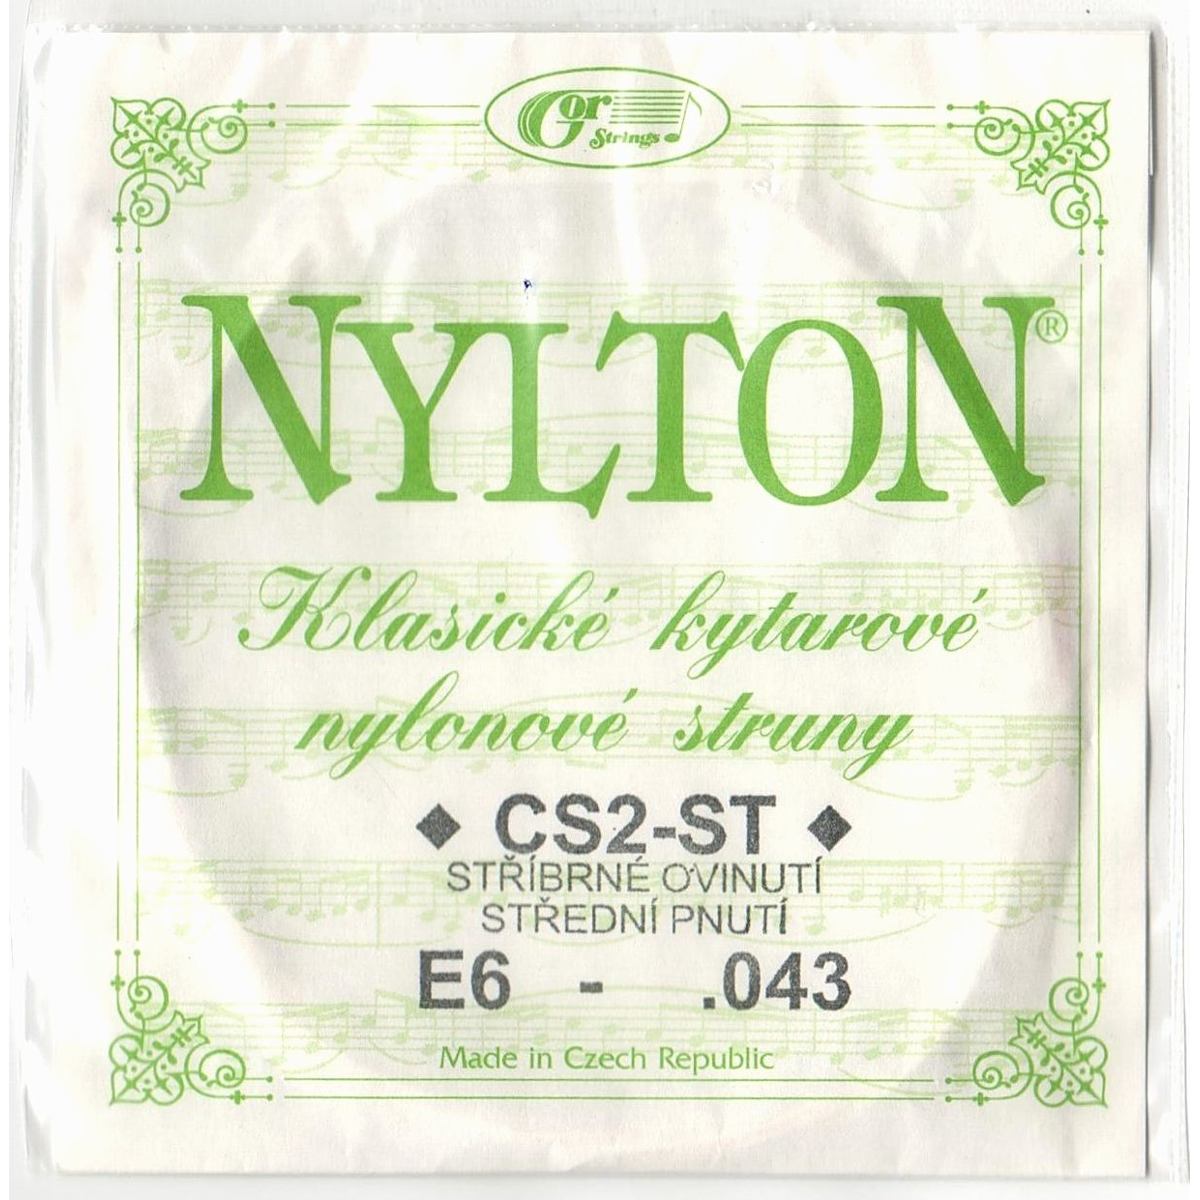 Gor
Strings
NYLTON®
Klasické kytarové
nylonové struny
◆ CS2-ST ◆
STŘÍBRNÉ OVINUTÍ
STŘEDNÍ PNUTÍ
E6 - .043
Made in Czech Republic